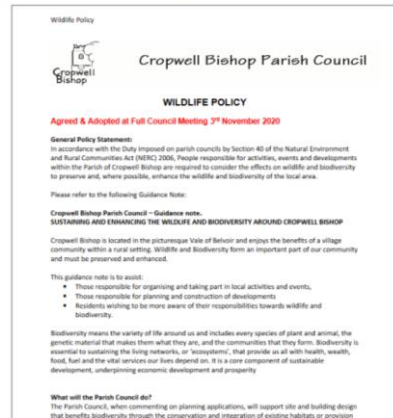 Wildlife Policy
Cropwell
Bishop
Cropwell Bishop Parish Council
WILDLIFE POLICY
Agreed & Adopted at Full Council Meeting 3rd November 2020
General Policy Statement:
In accordance with the Duty Imposed on parish councils by Section 40 of the Natural Environment
and Rural Communities Act (NERC) 2006, People responsible for activities, events and developments
within the Parish of Cropwell Bishop are required to consider the effects on wildlife and biodiversity
to preserve and, where possible, enhance the wildlife and biodiversity of the local area.
Please refer to the following Guidance Note:
Cropwell Bishop Parish Council – Guidance note.
SUSTAINING AND ENHANCING THE WILDLIFE AND BIODIVERSITY AROUND CROPWELL BISHOP
Cropwell Bishop is located in the picturesque Vale of Belvoir and enjoys the benefits of a village
community within a rural setting. Wildlife and Biodiversity form an important part of our community
and must be preserved and enhanced.
This guidance note is to assist:
• Those responsible for organising and taking part in local activities and events,
• Those responsible for planning and construction of developments
• Residents wishing to be more aware of their responsibilities towards wildlife and
biodiversity.
Biodiversity means the variety of life around us and includes every species of plant and animal, the
genetic material that makes them what they are, and the communities that they form. Biodiversity is
essential to sustaining the living networks, or 'ecosystems', that provide us all with health, wealth,
food, fuel and the vital services our lives depend on. It is a core component of sustainable
development, underpinning economic development and prosperity
What will the Parish Council do?
The Parish Council, when commenting on planning applications, will support site and building design
that benefits biodiversity through the conservation and integration of existing habitats or provision